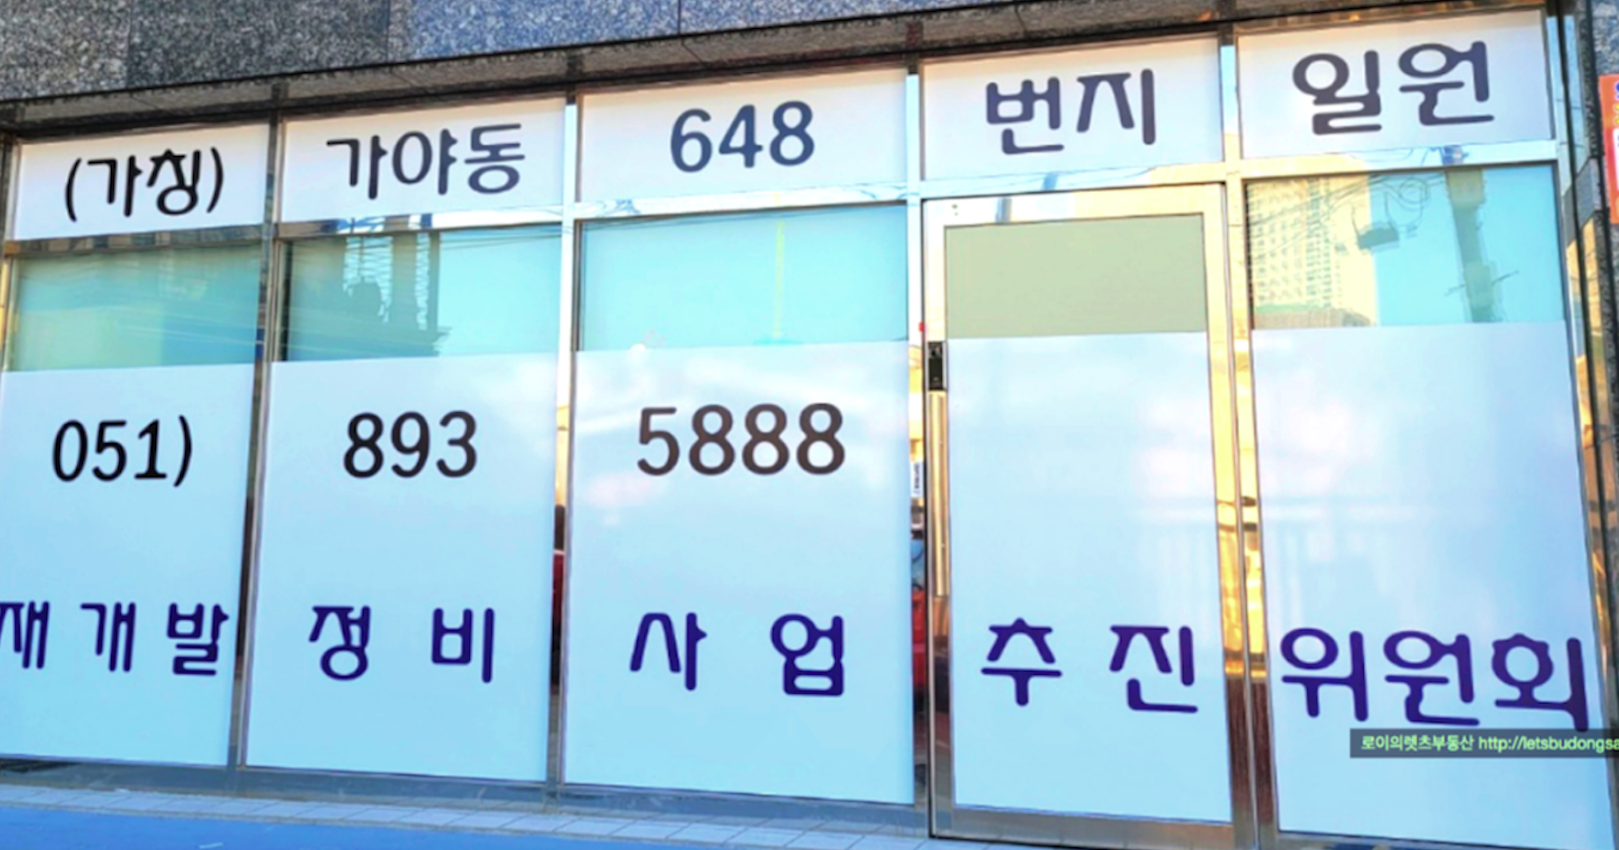 (가칭) 가야동 648 번지 일원
051) 893 5888
재개발 정비 사업 추진 위원회
로이의렛츠부동산 http://letsbudongsa